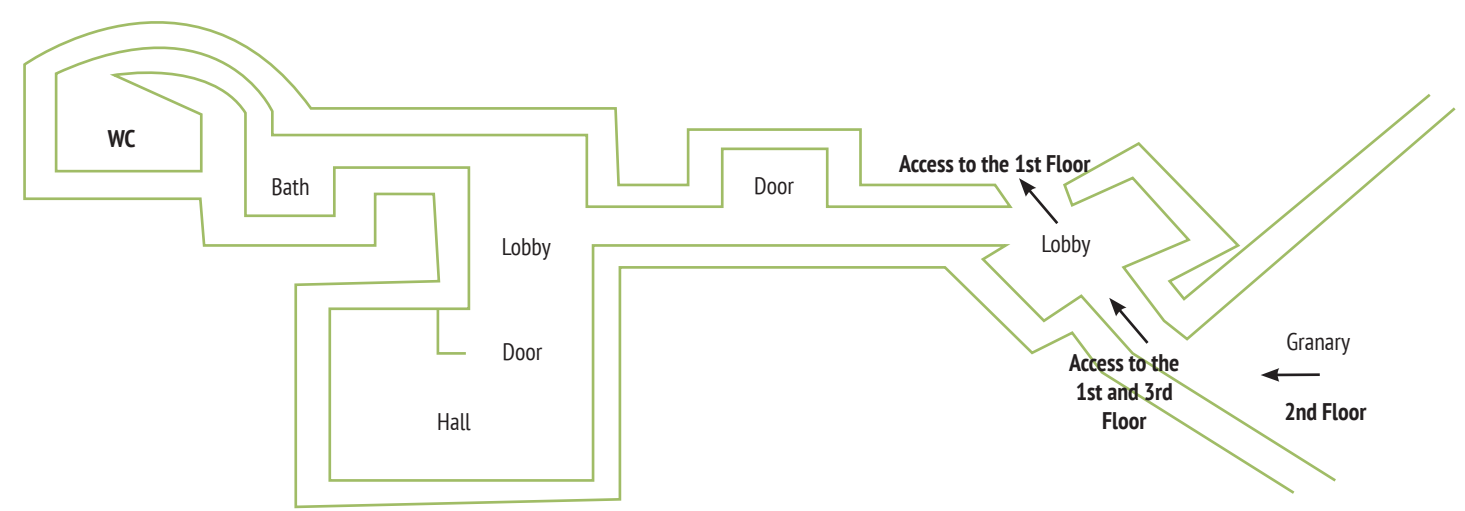 WC
Bath
Lobby
Door
Hall
Door
Access to the 1st Floor
Lobby
Access to the
1st and 3rd
Floor
Granary
2nd Floor